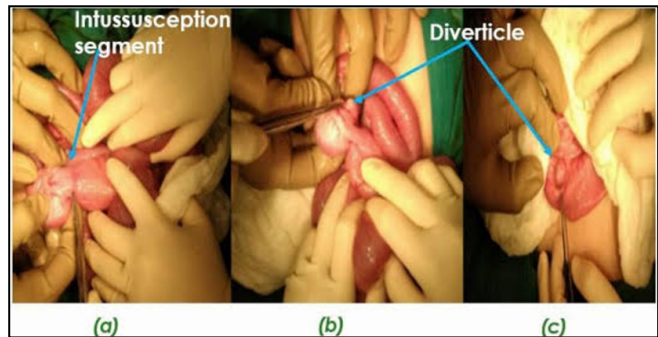 Intussusception
segment
Diverticle
(a)
(b)
(c)